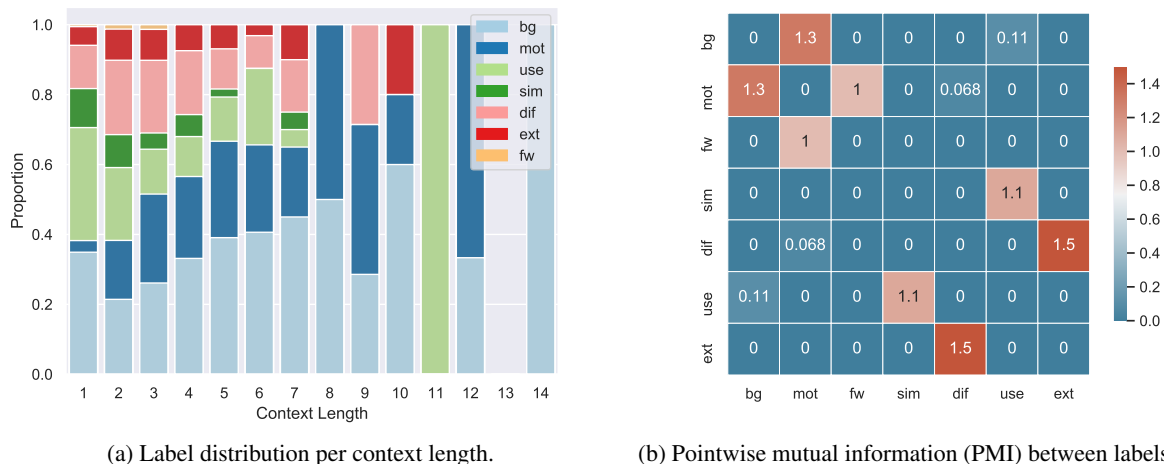 1.0
0.8
0.6
0.4
0.2
0.0
Proportion
1 2 3 4 5 6 7 8 9 10 11 12 13 14
Context Length
bg
mot
use
sim
dif
ext
fw
(a) Label distribution per context length.
bg 0 1.3 0 0 0 0.11 0
mot 1.3 0 1 0 0.068 0 0
fw 0 1 0 0 0 0 0
sim 0 0 0 0 0 1.1 0
dif 0 0.068 0 0 0 0 1.5
use 0.11 0 0 1.1 0 0 0
ext 0 0 0 0 1.5 0 0
bg mot fw sim dif use ext
1.4
1.2
1.0
0.8
0.6
0.4
0.2
0.0
(b) Pointwise mutual information (PMI) between labels